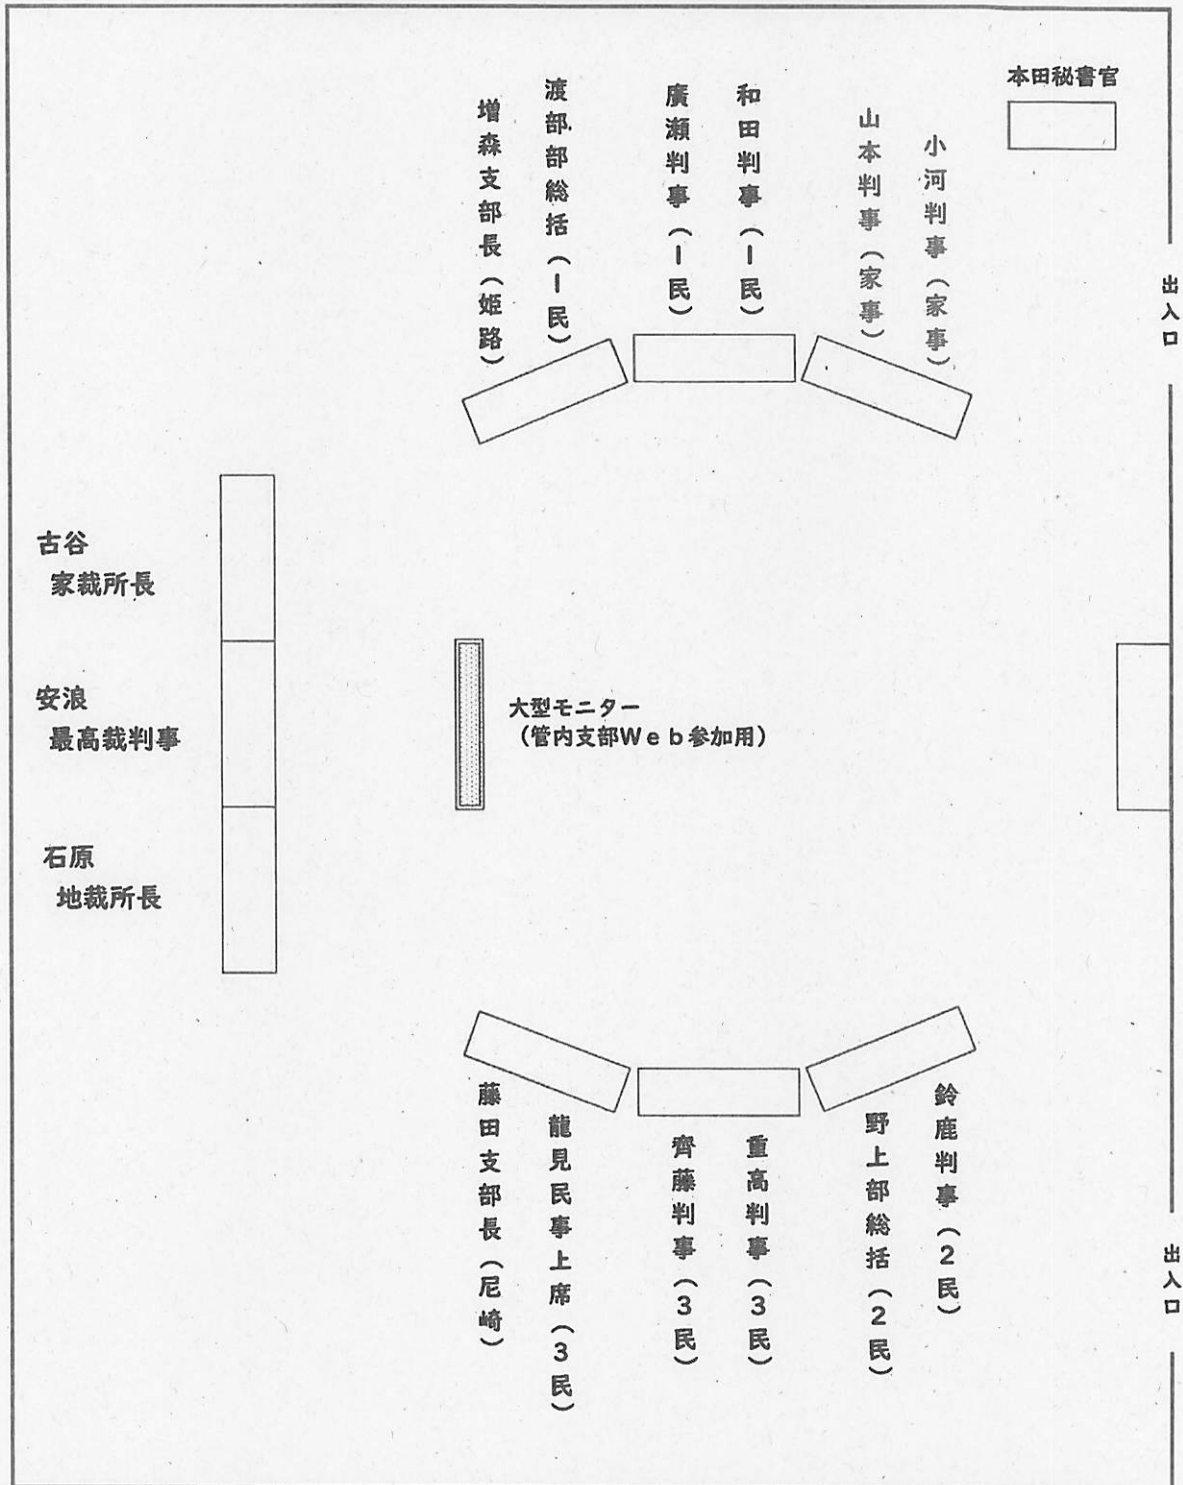 本田秘書官
増森支部長（姫路）
渡部部総括（1民）
廣瀬判事（1民）
和田判事（1民）
山本判事（家事）
小河判事（家事）
出入口
古谷
家裁所長
安浪
最高裁判事
石原
地裁所長
大型モニター
（管内支部Web参加用）
藤田支部長（尼崎）
龍見民事上席（3民）
齊藤判事（3民）
重高判事（3民）
野上部総括（2民）
鈴鹿判事（2民）
出入口